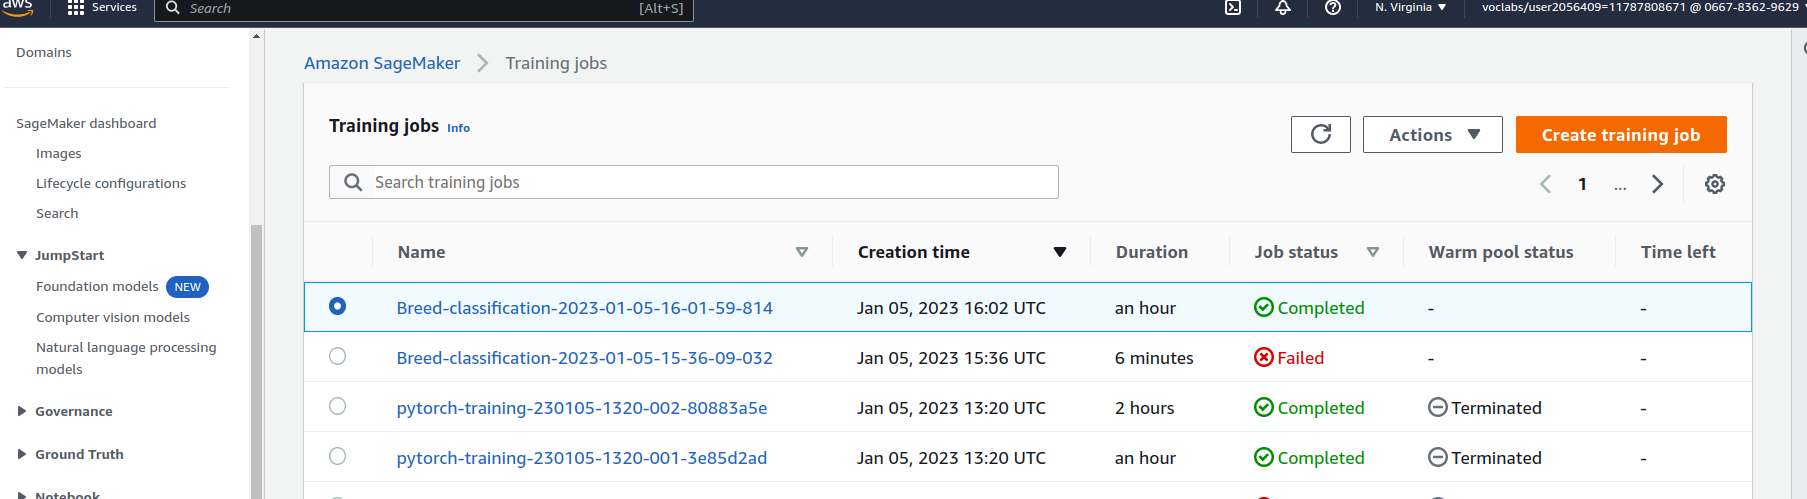 aws
Services
Search [Alt+S]
N. Virginia
voclabs/user2056409=11787808671 @ 0667-8362-9629
Domains
SageMaker dashboard
Images
Lifecycle configurations
Search
JumpStart
Foundation models NEW
Computer vision models
Natural language processing
models
Governance
Ground Truth
Notebook
Amazon SageMaker > Training jobs
Training jobs Info
Actions
Create training job
Search training jobs
1 ...
Name Creation time Duration Job status Warm pool status Time left
Breed-classification-2023-01-05-16-01-59-814 Jan 05, 2023 16:02 UTC an hour Completed - -
Breed-classification-2023-01-05-15-36-09-032 Jan 05, 2023 15:36 UTC 6 minutes Failed - -
pytorch-training-230105-1320-002-80883a5e Jan 05, 2023 13:20 UTC 2 hours Completed Terminated -
pytorch-training-230105-1320-001-3e85d2ad Jan 05, 2023 13:20 UTC an hour Completed Terminated -